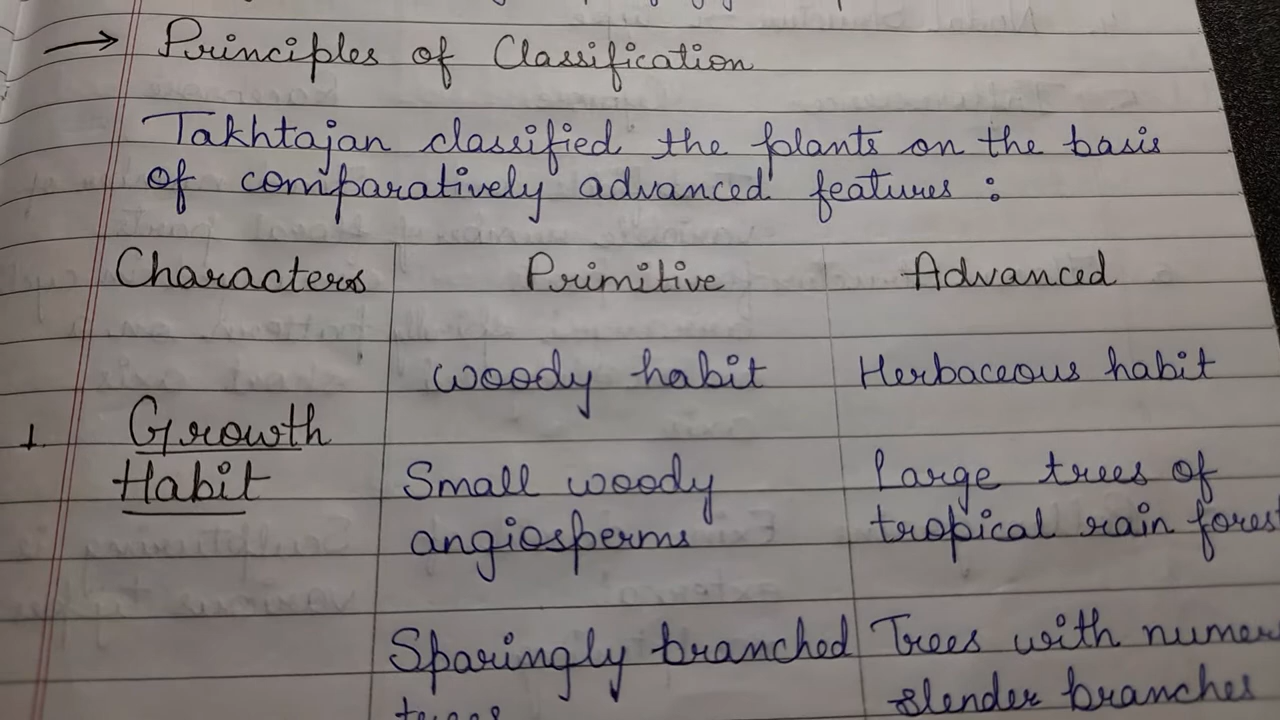 → Principles of Classification
Takhtajan classified the plants on the basis
of comparatively advanced features :
Characters Primitive Advanced
woody habit Herbaceous habit
1. Growth
Habit
Small woody
angiosperms
Large trees of
tropical rain forest
Sparingly branched
Trees with numer
slender branches